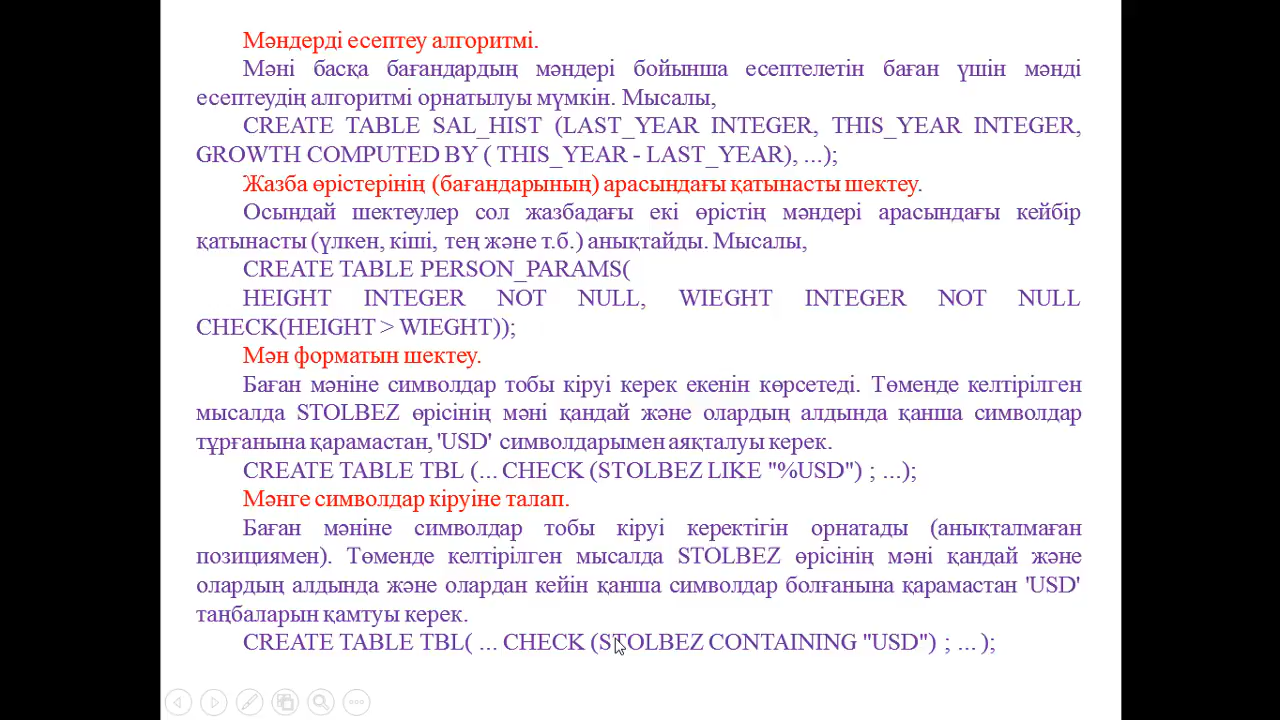 Мәндерді есептеу алгоритмі.
Мәні басқа бағандардың мәндері бойынша есептелетін баған үшін мәнді
есептеудің алгоритмі орнатылуы мүмкін. Мысалы,
CREATE TABLE SAL_HIST (LAST_YEAR INTEGER, THIS_YEAR INTEGER,
GROWTH COMPUTED BY ( THIS_YEAR - LAST_YEAR), ...);
Жазба өрістерінің (бағандарының) арасындағы қатынасты шектеу.
Осындай шектеулер сол жазбадағы екі өрістің мәндері арасындағы кейбір
қатынасты (үлкен, кіші, тең және т.б.) анықтайды. Мысалы,
CREATE TABLE PERSON_PARAMS(
HEIGHT INTEGER NOT NULL, WIEGHT INTEGER NOT NULL
CHECK(HEIGHT > WIEGHT));
Мән форматын шектеу.
Баған мәніне символдар тобы кіруі керек екенін көрсетеді. Төменде келтірілген
мысалда STOLBEZ өрісінің мәні қандай және олардың алдында қанша символдар
тұрғанына қарамастан, 'USD' символдарымен аяқталуы керек.
CREATE TABLE TBL (... CHECK (STOLBEZ LIKE "%USD") ; ...);
Мәнге символдар кіруіне талап.
Баған мәніне символдар тобы кіруі керектігін орнатады (анықталмаған
позициямен). Төменде келтірілген мысалда STOLBEZ өрісінің мәні қандай және
олардың алдында және олардан кейін қанша символдар болғанына қарамастан 'USD'
таңбаларын қамтуы керек.
CREATE TABLE TBL( ... CHECK (STOLBEZ CONTAINING "USD") ; ... );